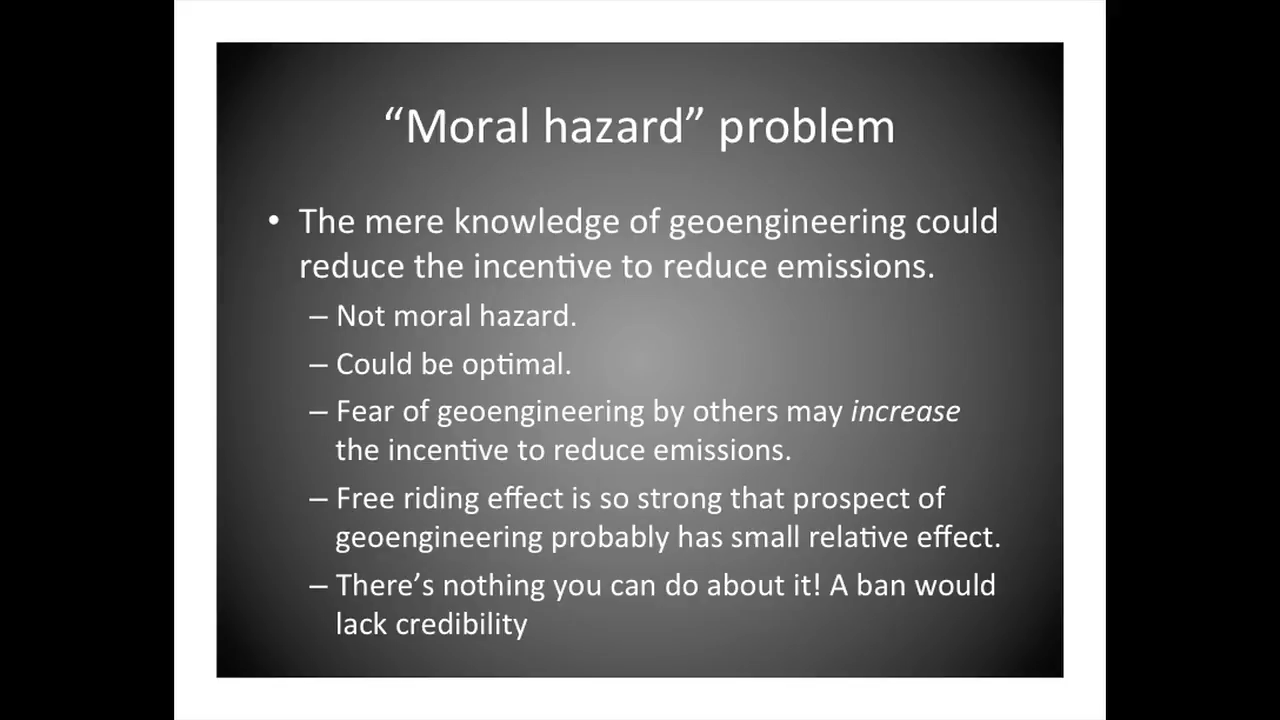 “Moral hazard” problem
• The mere knowledge of geoengineering could
reduce the incentive to reduce emissions.
– Not moral hazard.
– Could be optimal.
– Fear of geoengineering by others may increase
the incentive to reduce emissions.
– Free riding effect is so strong that prospect of
geoengineering probably has small relative effect.
– There’s nothing you can do about it! A ban would
lack credibility